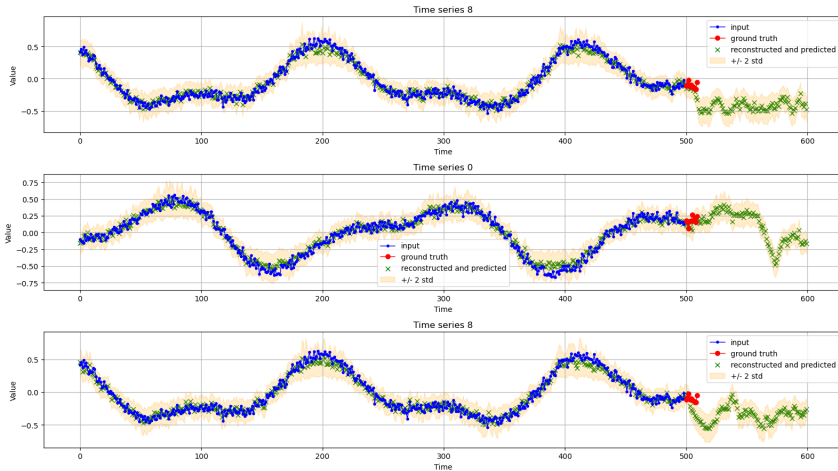 Time series 8
Value
0.5
0.0
−0.5
0 100 200 300 400 500 600
Time
input
ground truth
reconstructed and predicted
+/- 2 std
Time series 0
Value
0.75
0.50
0.25
0.00
−0.25
−0.50
−0.75
0 100 200 300 400 500 600
Time
input
ground truth
reconstructed and predicted
+/- 2 std
Time series 8
Value
0.5
0.0
−0.5
0 100 200 300 400 500 600
Time
input
ground truth
reconstructed and predicted
+/- 2 std